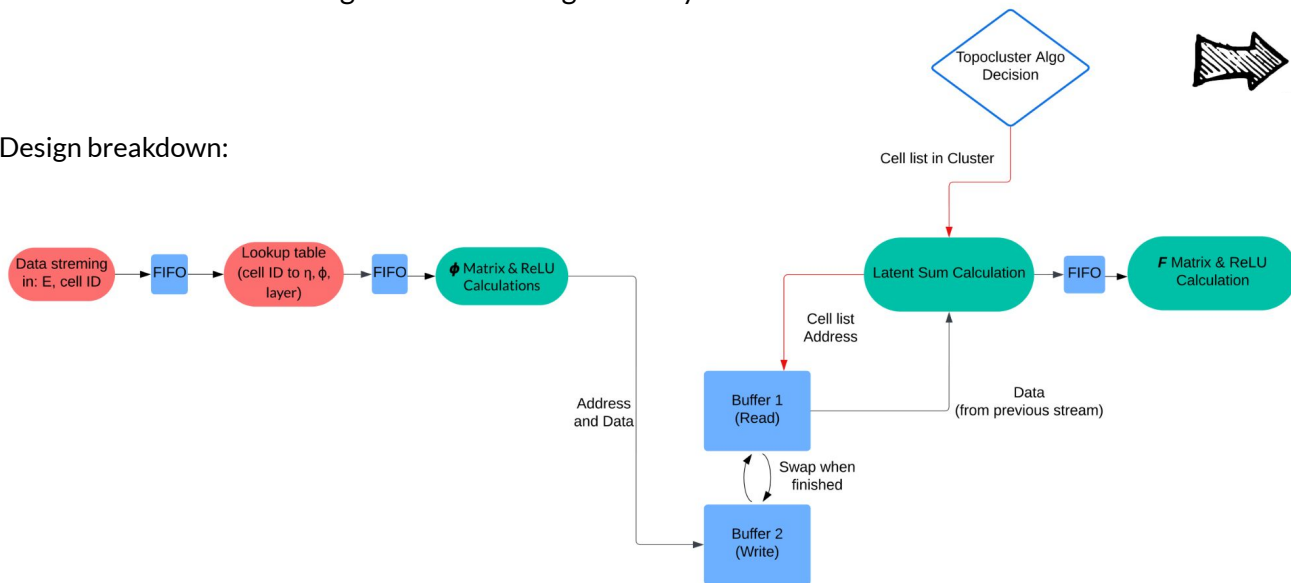 Topocluster Algo
Decision
Design breakdown:
Cell list in Cluster
Data streming
in: E, cell ID
FIFO
Lookup table
(cell ID to η, ϕ,
layer)
FIFO
ϕ Matrix & ReLU
Calculations
Latent Sum Calculation
FIFO
F Matrix & ReLU
Calculation
Cell list
Address
Address
and Data
Buffer 1
(Read)
Data
(from previous stream)
Swap when
finished
Buffer 2
(Write)